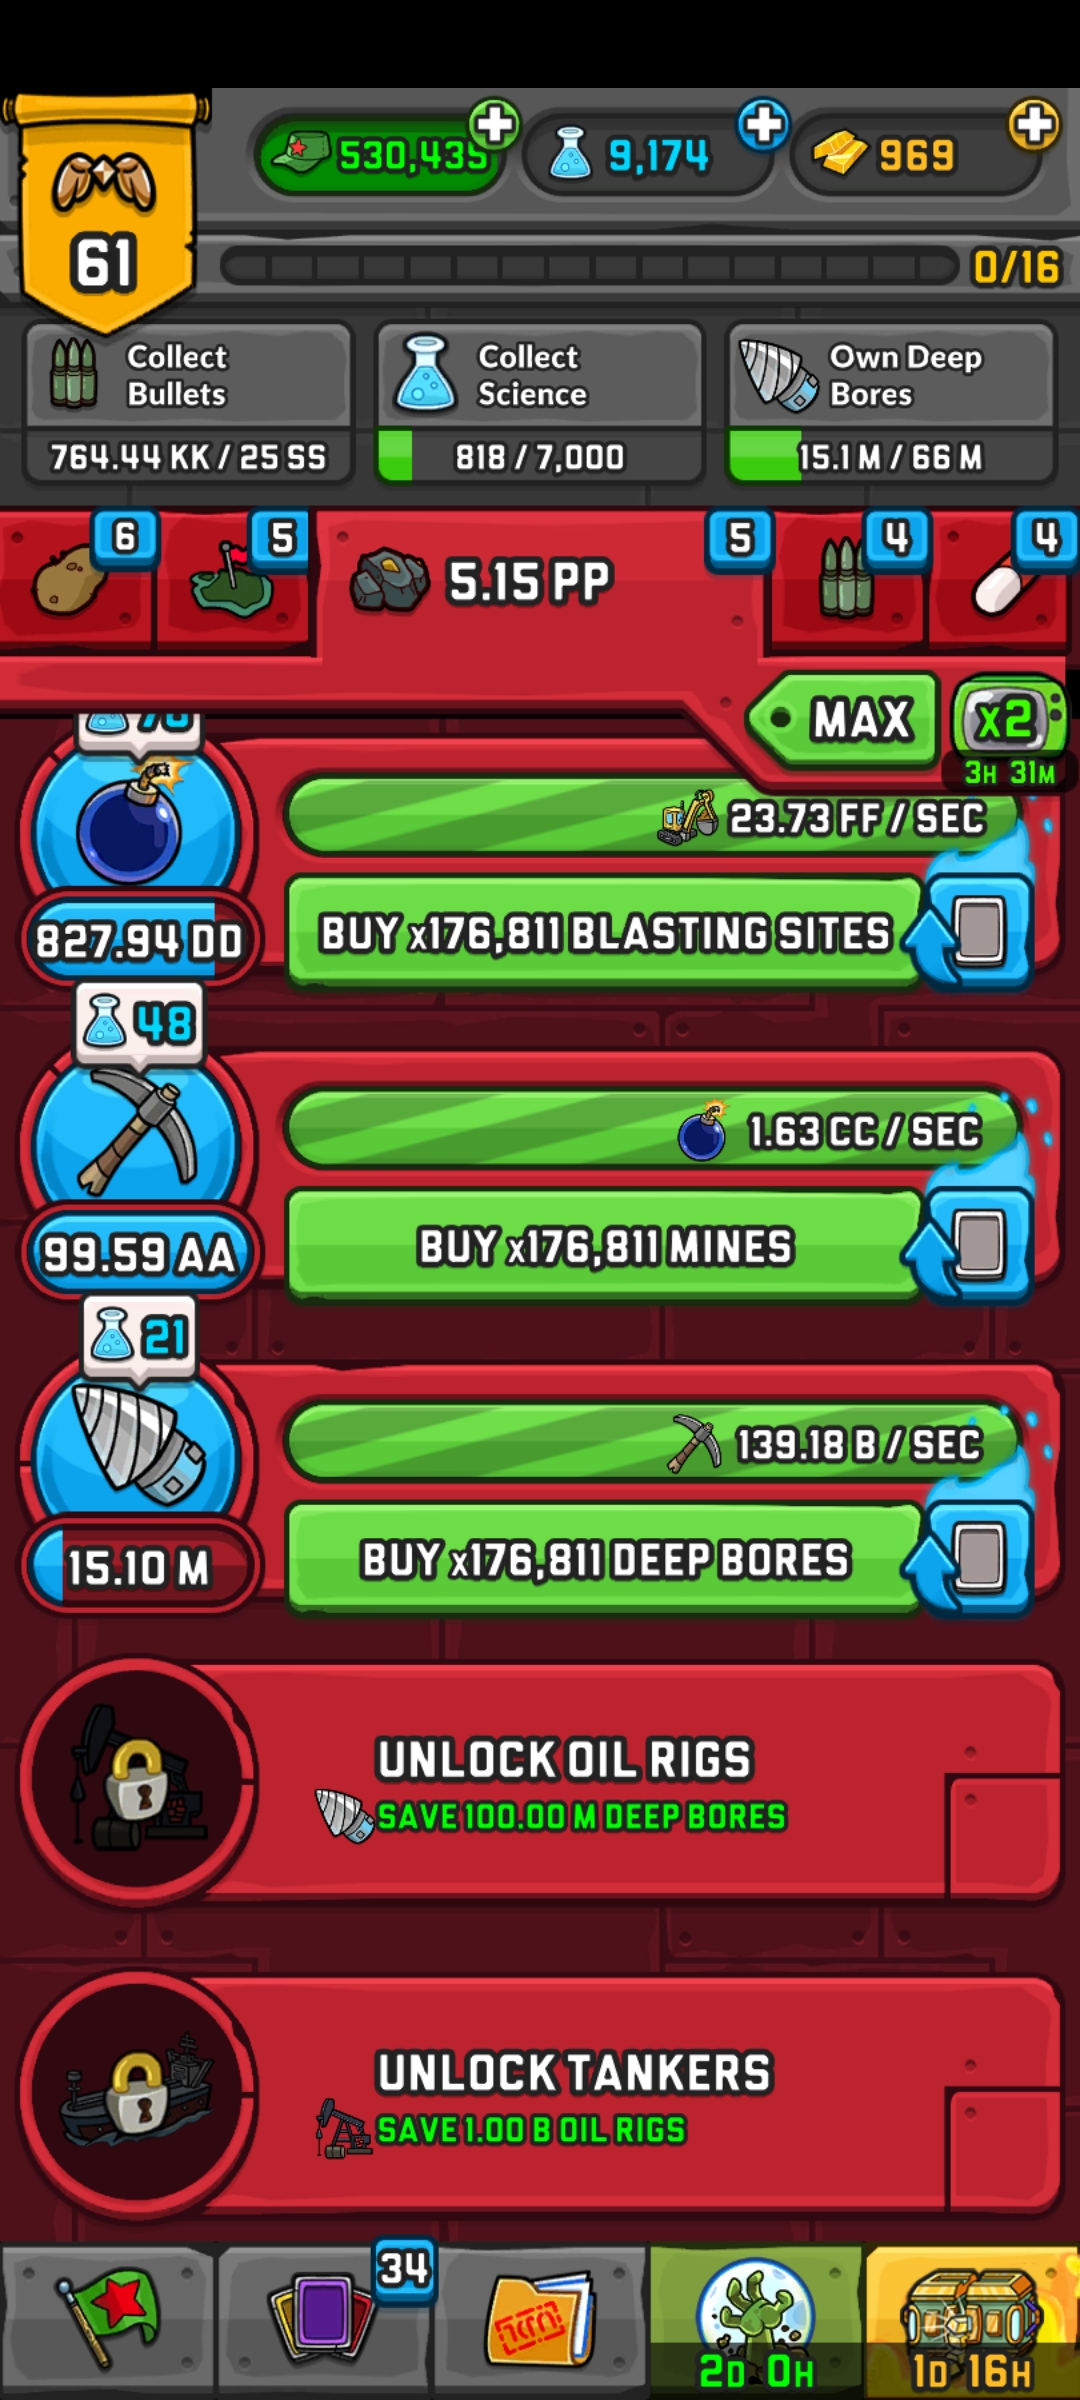 61
530,435
9,174
969
0/16
Collect
Bullets
764.44 KK / 25 SS
Collect
Science
818 / 7,000
Own Deep
Bores
15.1 M / 66 M
6
5
5.15 PP
5
4
4
MAX
x2
3H 31M
23.73 FF / SEC
827.94 DD
BUY x176,811 BLASTING SITES
48
1.63 CC / SEC
99.59 AA
BUY x176,811 MINES
21
139.18 B / SEC
15.10 M
BUY x176,811 DEEP BORES
UNLOCK OIL RIGS
SAVE 100.00 M DEEP BORES
UNLOCK TANKERS
SAVE 1.00 B OIL RIGS
34
2D 0H
1D 16H